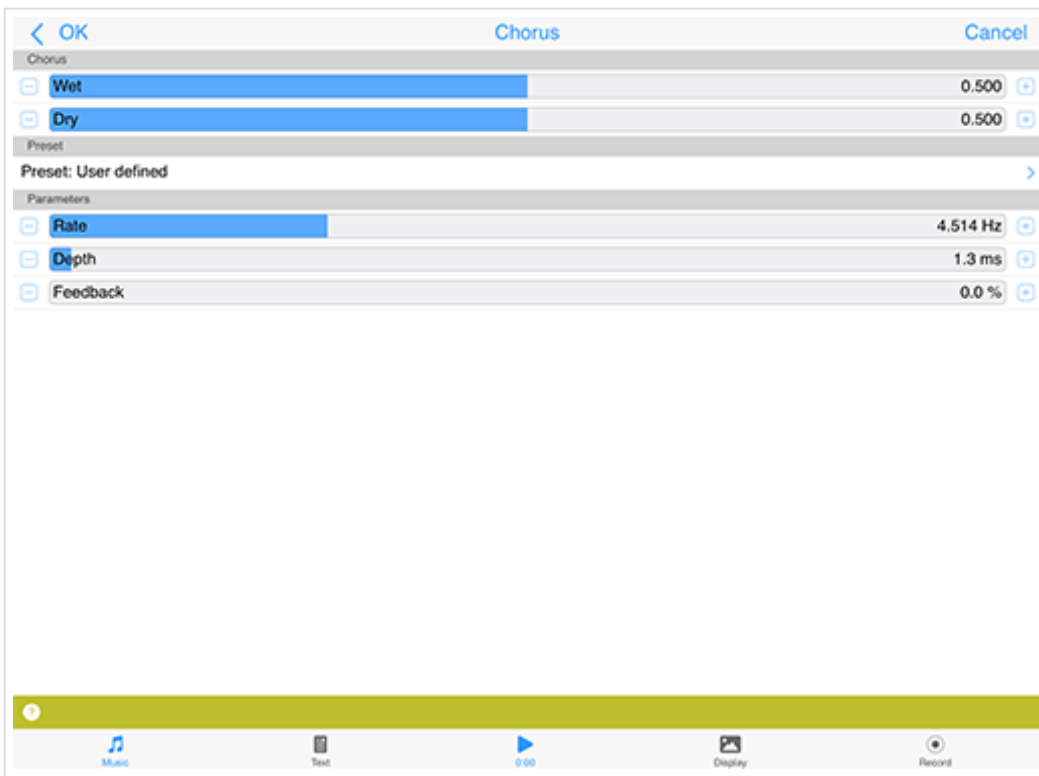 OK Chorus Cancel
Chorus
Wet 0.500
Dry 0.500
Preset
Preset: User defined
Parameters
Rate 4.514 Hz
Depth 1.3 ms
Feedback 0.0 %
?
Music Text 0:00 Display Record